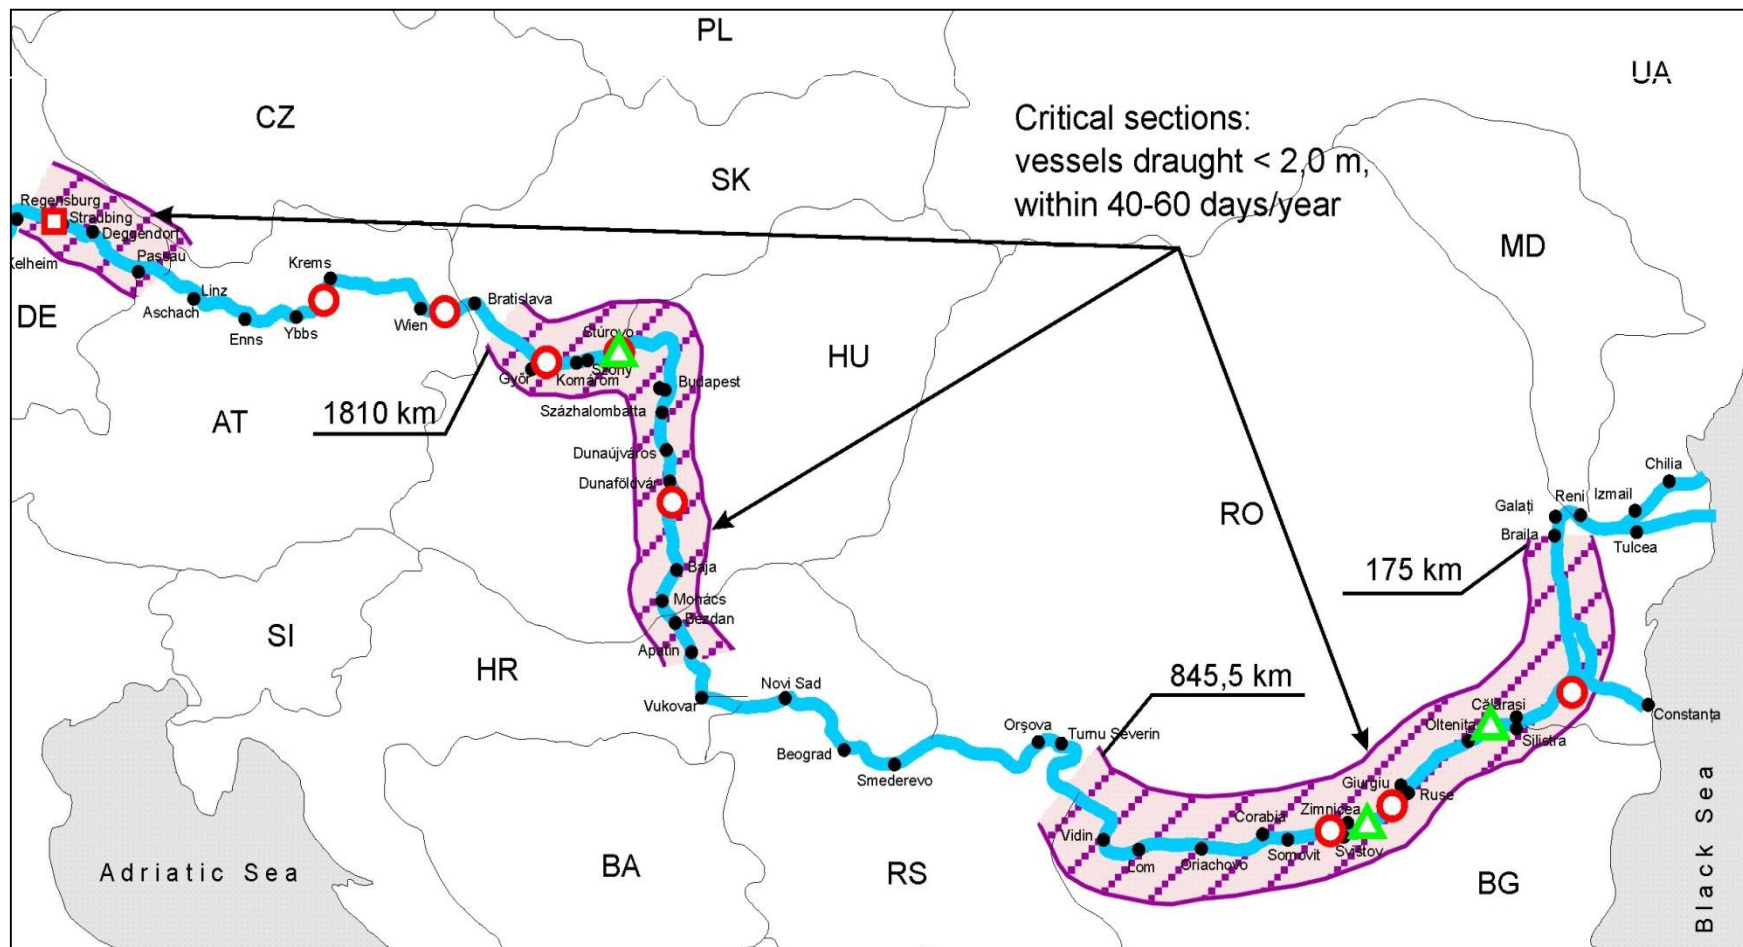 PL
UA
CZ
Critical sections:
vessels draught < 2,0 m,
within 40-60 days/year
SK
MD
Regensburg
Straubing
Deggendorf
Kelheim
Passau
DE
Linz
Aschach
Enns
Ybbs
Krems
Wien
Bratislava
Stúrovo
Győr
Komárom
Szőny
HU
Budapest
1810 km
AT
Százhalombatta
Dunaújváros
Dunaföldvár
Baja
Mohács
Bezdan
Apatin
RO
Chilia
Izmail
Reni
Galați
Braila
Tulcea
175 km
SI
HR
Vukovar
Novi Sad
Beograd
Smederevo
845,5 km
Orşova
Turnu Severin
Călărași
Oltenița
Silistra
Constanța
Giurgiu
Ruse
Zimnicea
Corabia
Vidin
Lom
Oriachovo
Somovit
Svištov
BA
RS
BG
Adriatic Sea
Black Sea